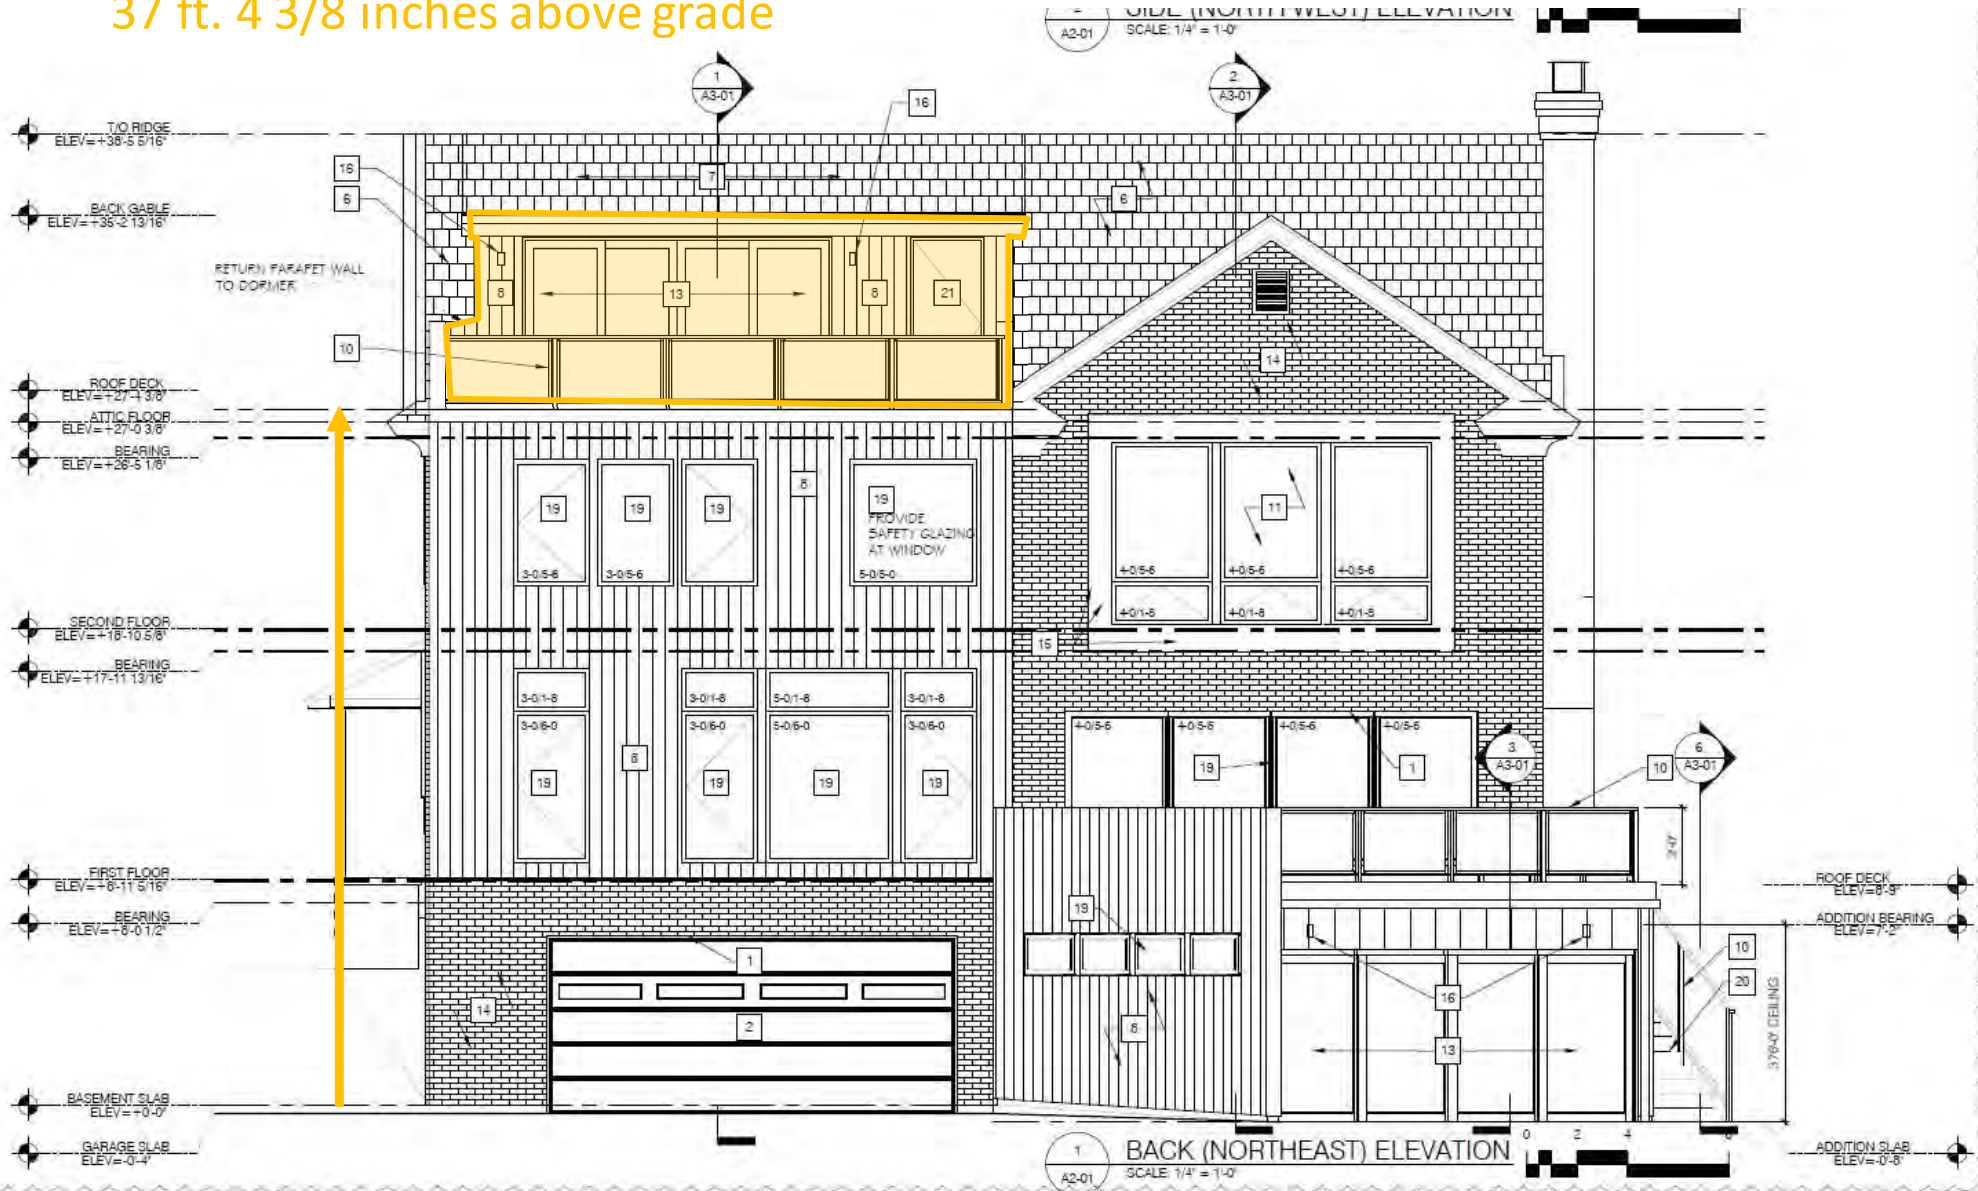 37 ft. 4 3/8 inches above grade
SIDE (NORTHWEST) ELEVATION
A2-01
SCALE: 1/4" = 1'-0"
1
A3-01
2
A3-01
16
T/O RIDGE
ELEV=+38'-5 5/16"
16
7
6
6
BACK GABLE
ELEV=+35'-2 13/16"
RETURN PARAPET WALL
TO DORMER
8
13
8
21
10
14
ROOF DECK
ELEV=+27'-4 3/8"
ATTIC FLOOR
ELEV=+27'-0 3/8"
BEARING
ELEV=+26'-5 1/8"
19
19
19
8
19
PROVIDE
SAFETY GLAZING
AT WINDOW
11
3-0/5-6
3-0/5-6
5-0/5-0
4-0/5-6
4-0/5-6
4-0/5-6
4-0/1-8
4-0/1-8
4-0/1-8
SECOND FLOOR
ELEV=+18'-10 5/8"
15
BEARING
ELEV=+17'-11 13/16"
3-0/1-8
3-0/1-8
5-0/1-8
3-0/1-8
3-0/6-0
3-0/6-0
5-0/6-0
3-0/6-0
4-0/5-6
4-0/5-6
4-0/5-6
4-0/5-6
8
19
1
3
A3-01
10
6
A3-01
19
19
19
19
3'-0"
FIRST FLOOR
ELEV=+8'-11 5/16"
ROOF DECK
ELEV=8'-9"
BEARING
ELEV=+8'-0 1/2"
19
ADDITION BEARING
ELEV=7'-2"
1
10
20
14
2
8
16
13
CEILING
BASEMENT SLAB
ELEV=+0'-0"
GARAGE SLAB
ELEV=-0'-4"
1
A2-01
BACK (NORTHEAST) ELEVATION
SCALE: 1/4" = 1'-0"
0 2 4
ADDITION SLAB
ELEV=-0'-8"